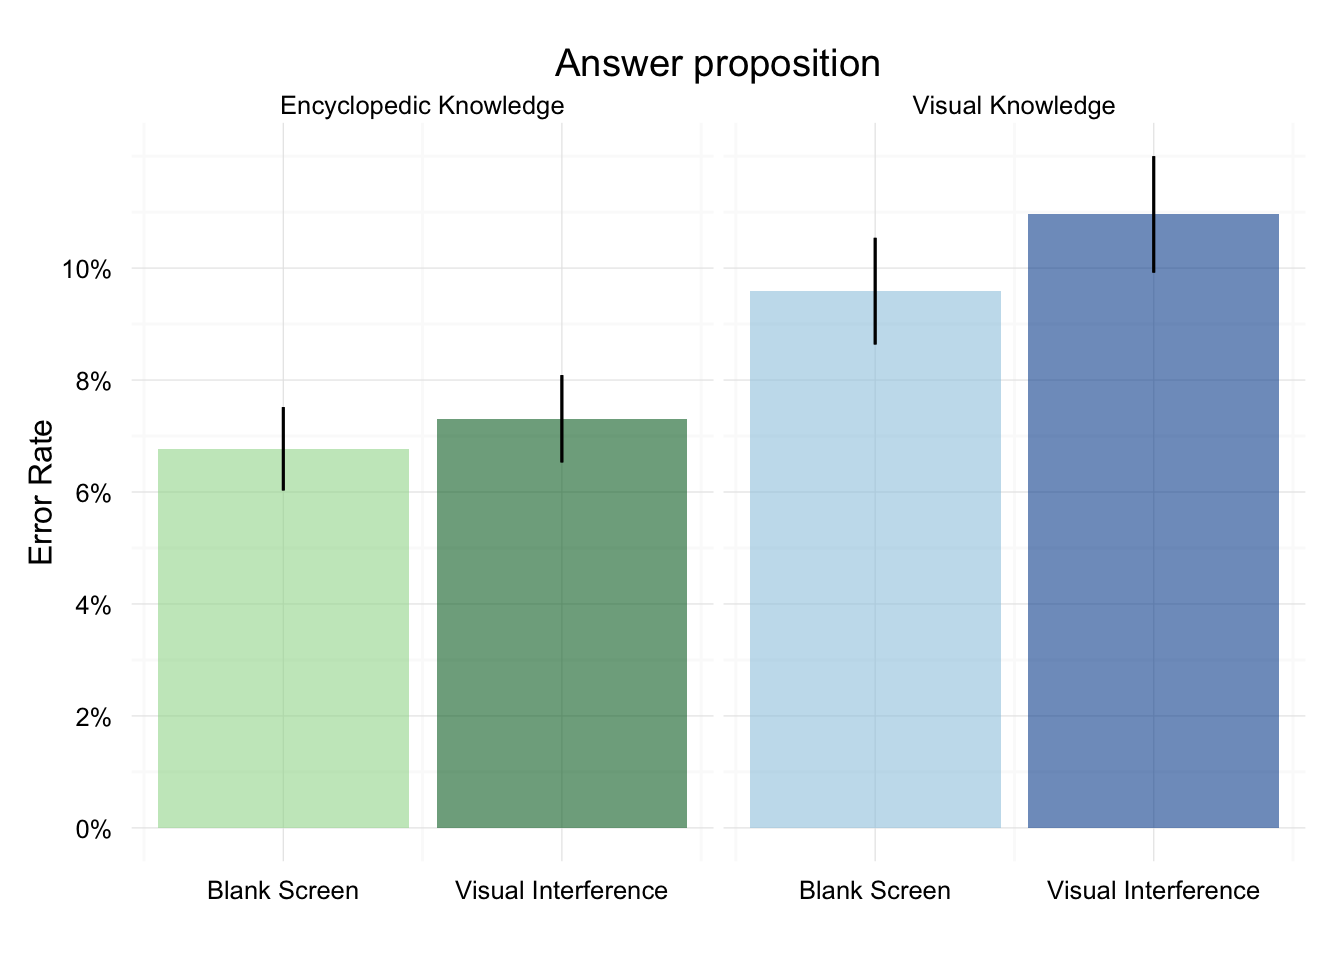 Answer proposition
Encyclopedic Knowledge
Visual Knowledge
Error Rate
10%
8%
6%
4%
2%
0%
Blank Screen
Visual Interference
Blank Screen
Visual Interference